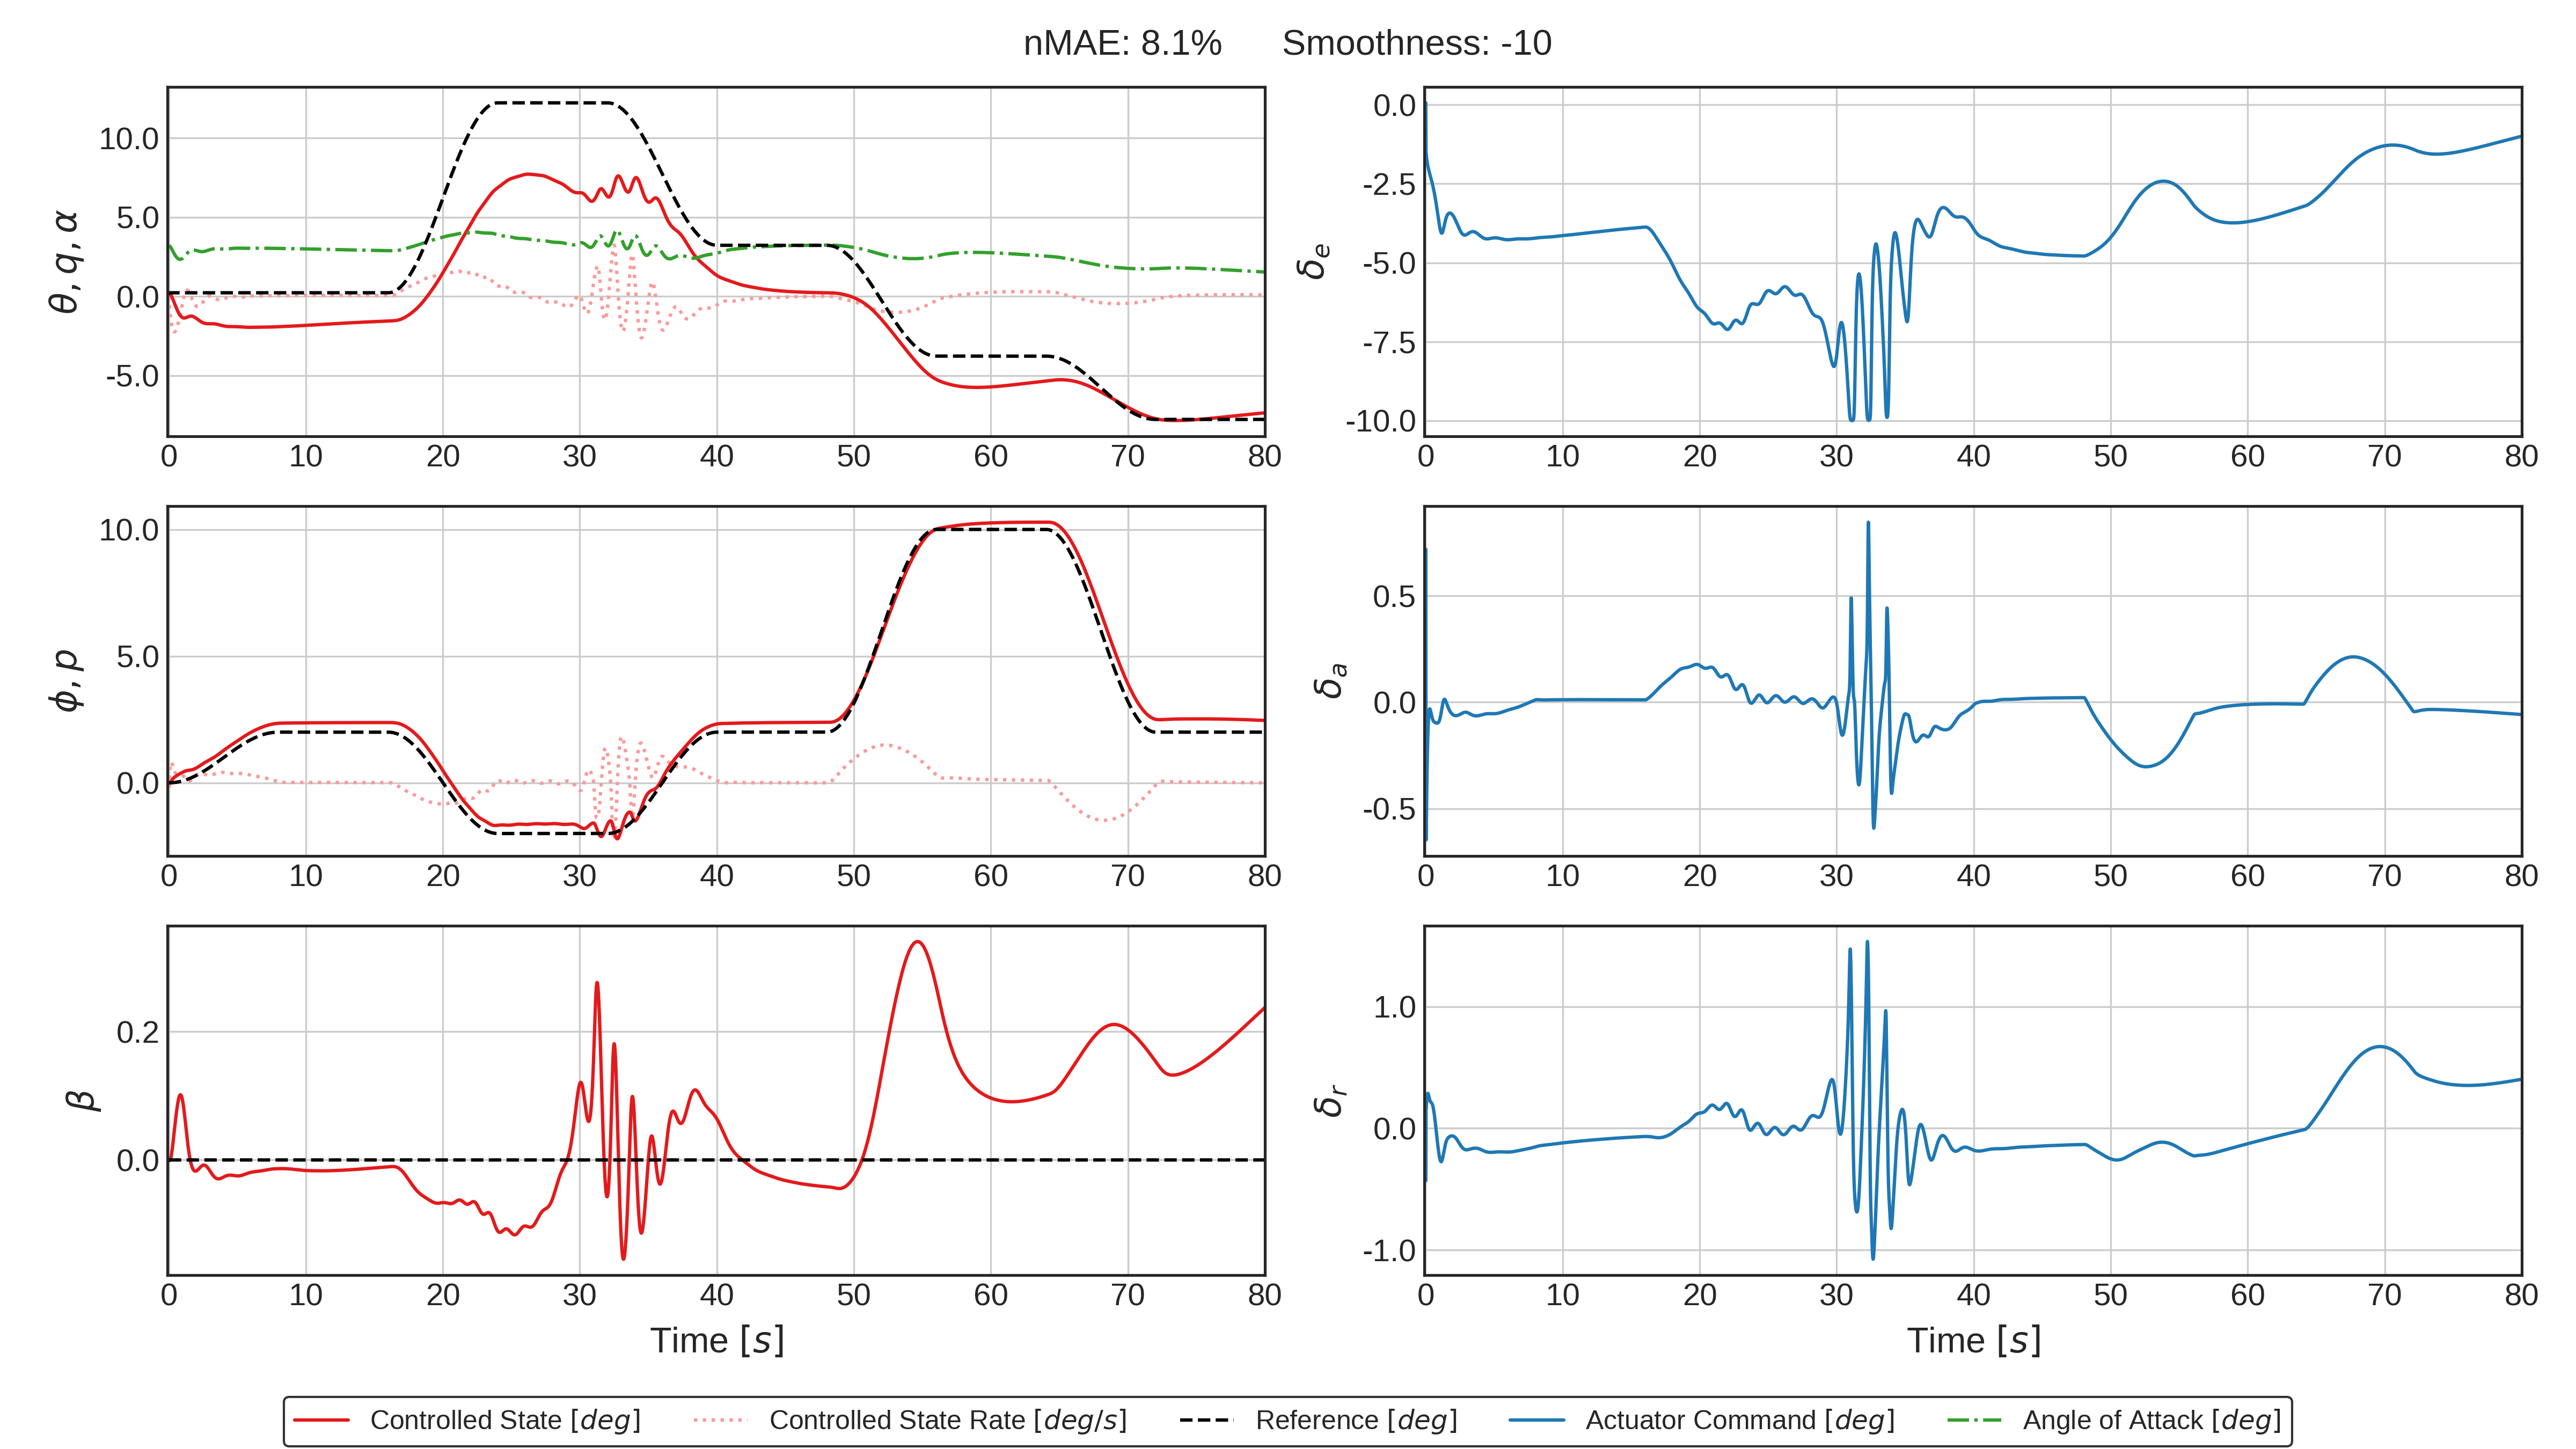 nMAE: 8.1% Smoothness: -10
θ, q, α
10.0
5.0
0.0
-5.0
0 10 20 30 40 50 60 70 80
δe
0.0
-2.5
-5.0
-7.5
-10.0
0 10 20 30 40 50 60 70 80
ϕ, p
10.0
5.0
0.0
0 10 20 30 40 50 60 70 80
δa
0.5
0.0
-0.5
0 10 20 30 40 50 60 70 80
β
0.2
0.0
0 10 20 30 40 50 60 70 80
Time [s]
δr
1.0
0.0
-1.0
0 10 20 30 40 50 60 70 80
Time [s]
Controlled State [deg] Controlled State Rate [deg/s] Reference [deg] Actuator Command [deg] Angle of Attack [deg]